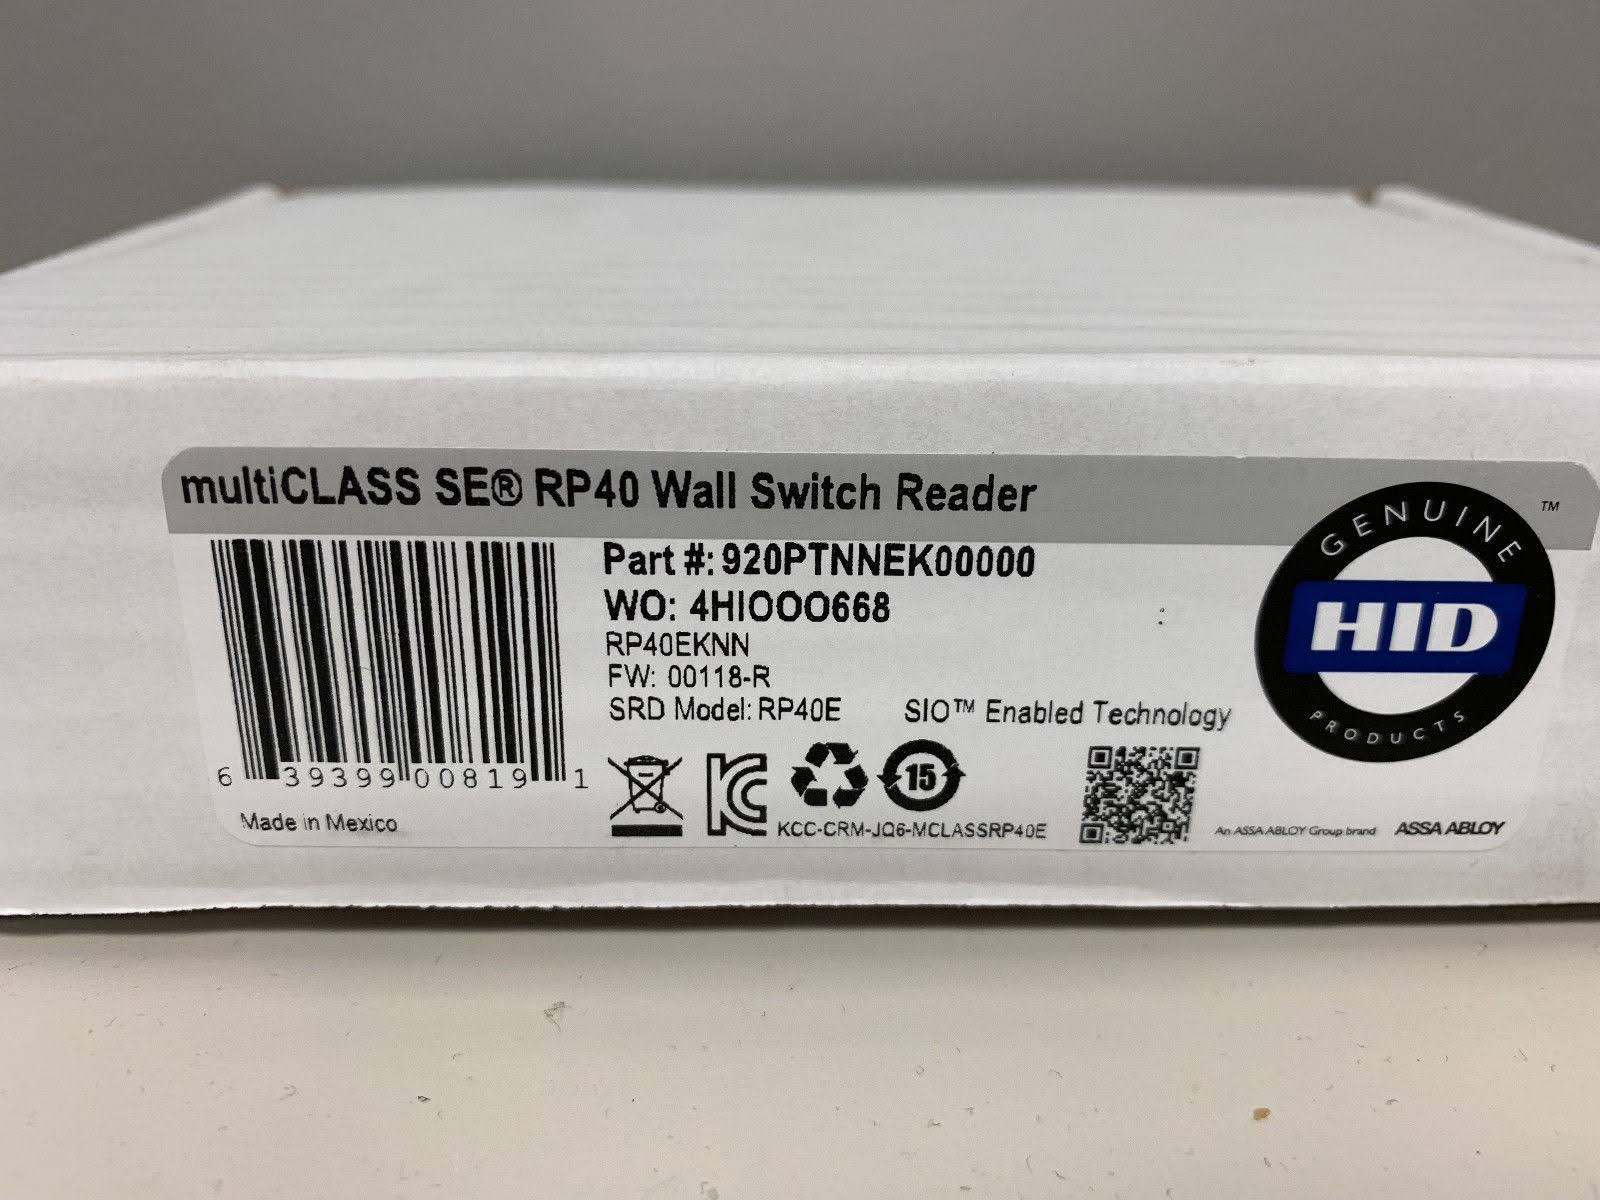 multiCLASS SE® RP40 Wall Switch Reader
Part #: 920PTNNEK00000
WO: 4HIOOO668
RP40EKNN
FW: 00118-R
SRD Model: RP40E
SIO™ Enabled Technology
6 39399 00819 1
Made in Mexico
15
KCC-CRM-JQ6-MCLASSRP40E
GENUINE
HID
PRODUCTS
™
An ASSA ABLOY Group brand
ASSA ABLOY